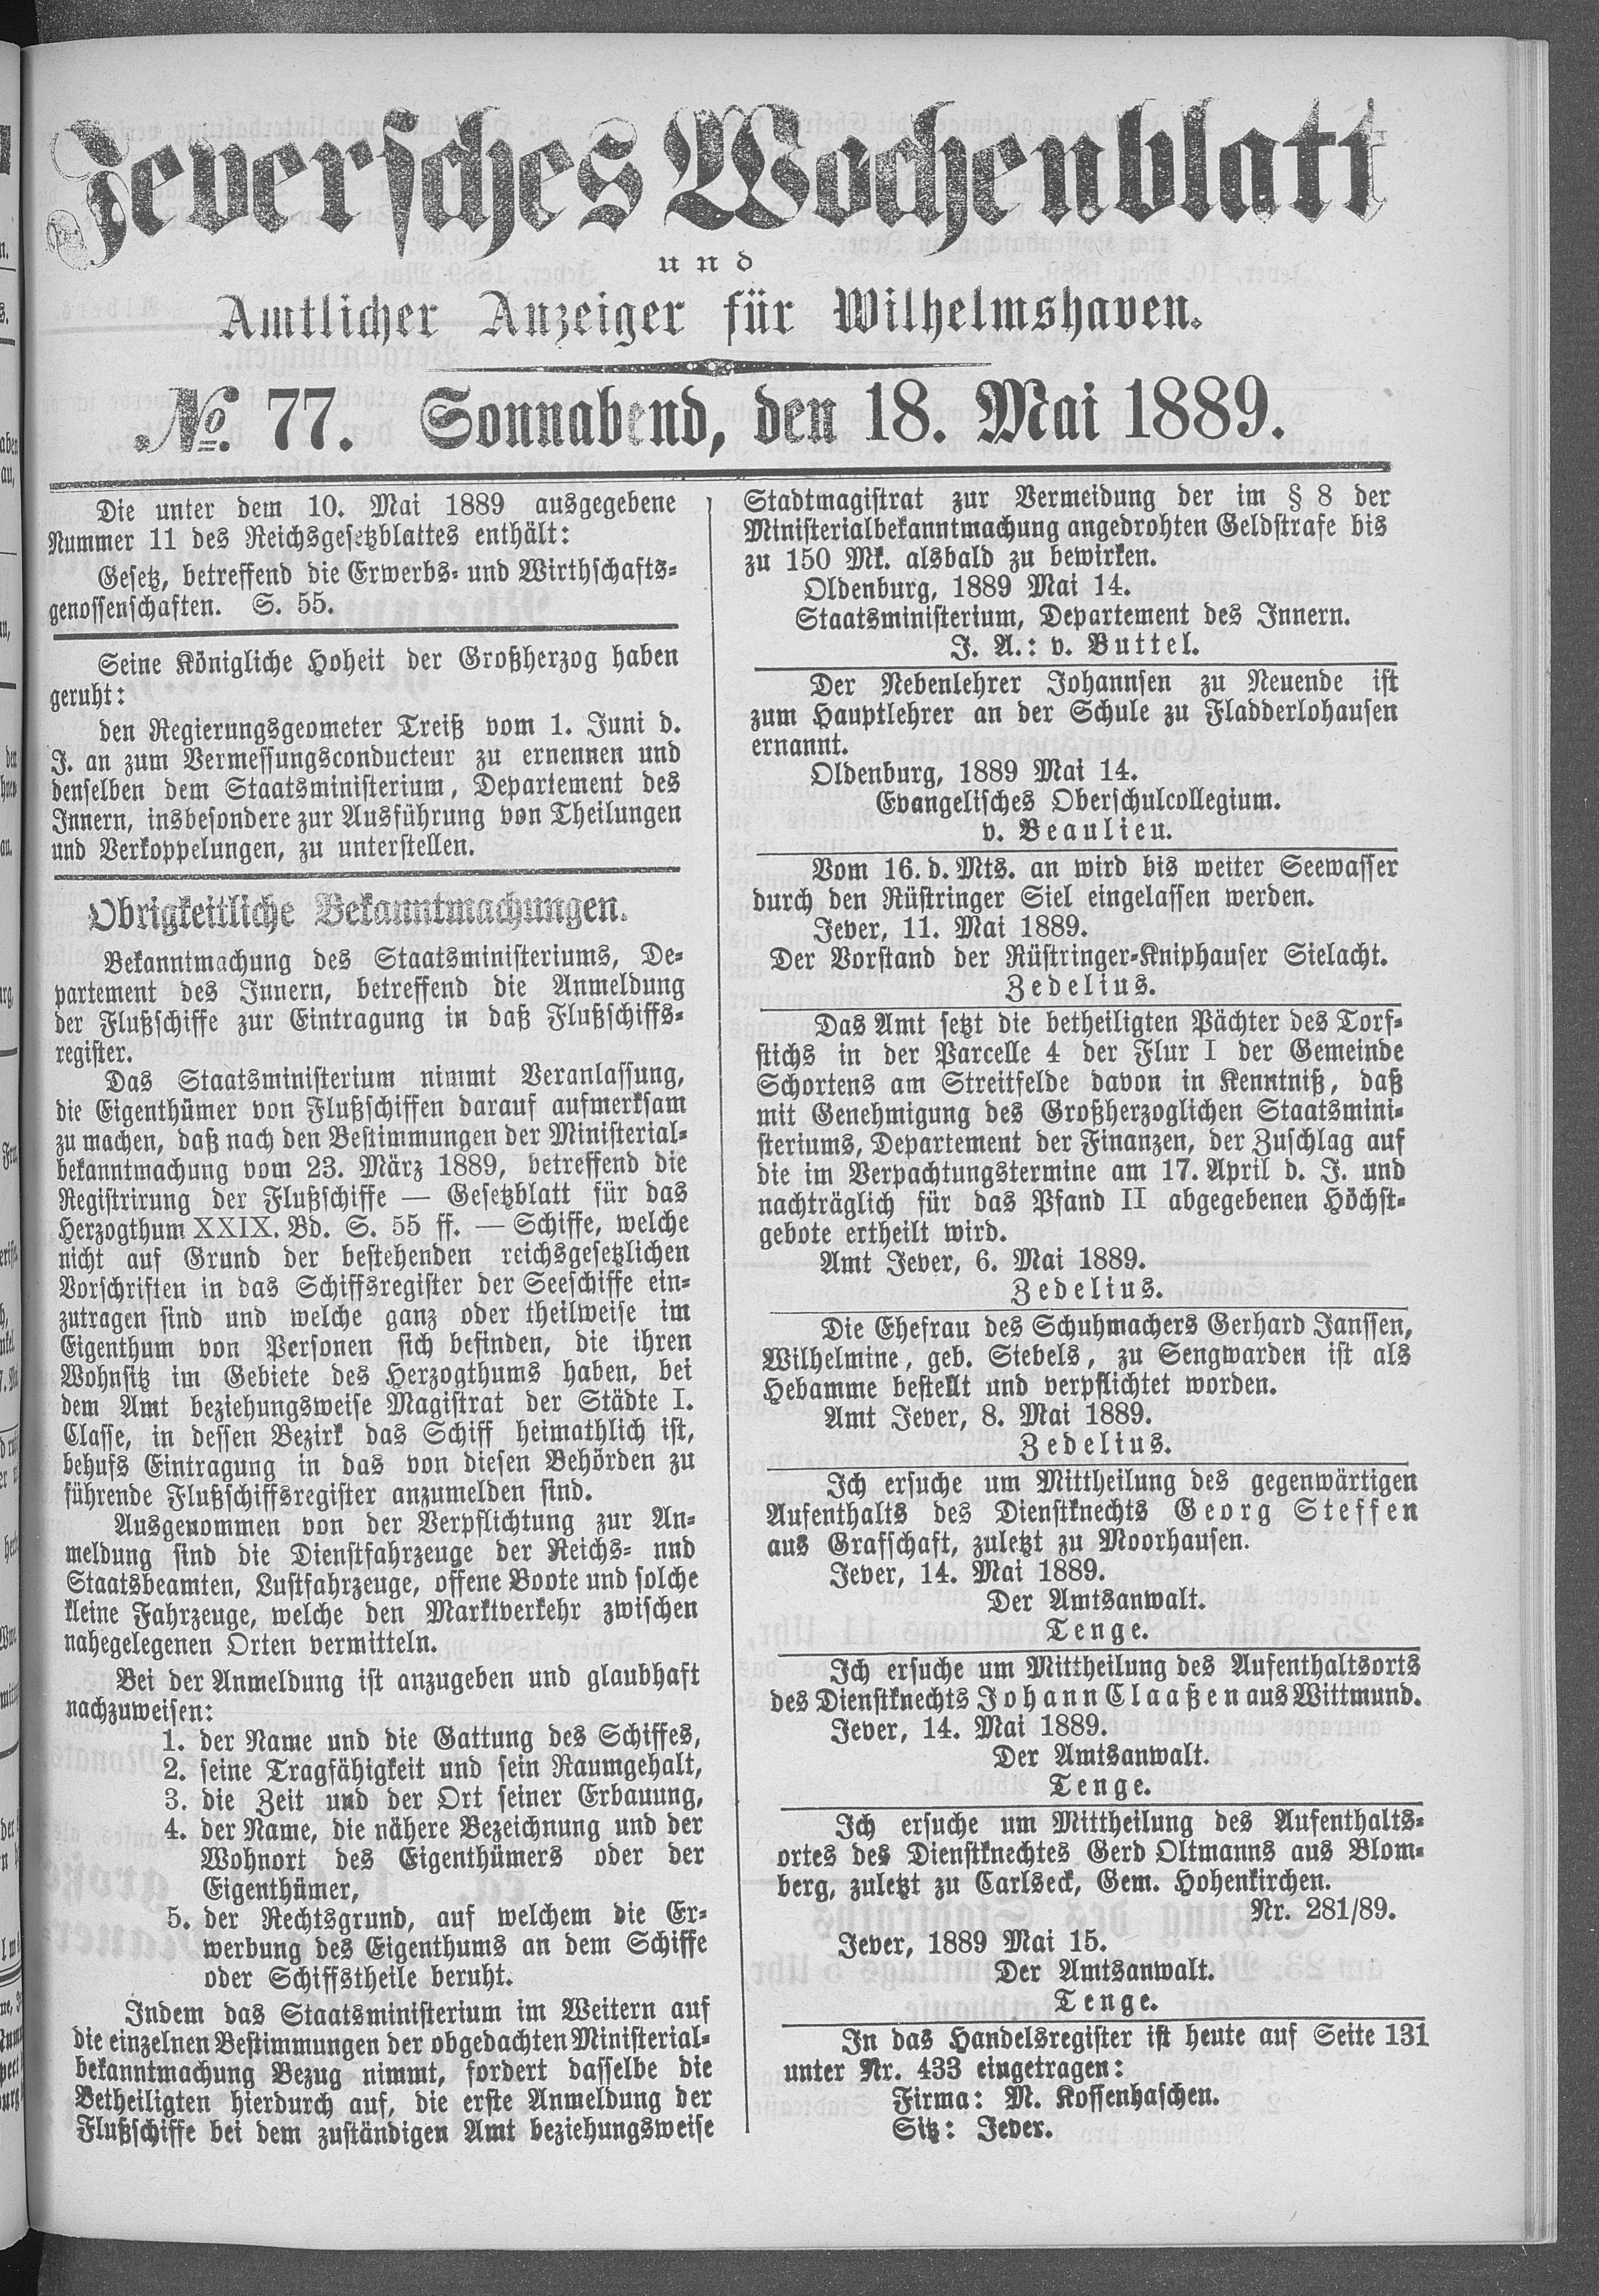 Jeversches Wochenblatt
und
Amtlicher Anzeiger für Wilhelmshaven.
№. 77. Sonnabend, den 18. Mai 1889.
Die unter dem 10. Mai 1889 ausgegebene
Nummer 11 des Reichsgesetzblattes enthält:
Gesetz, betreffend die Erwerbs- und Wirthschafts-
genossenschaften. S. 55.
Seine Königliche Hoheit der Großherzog haben
geruht:
den Regierungsgeometer Treiß vom 1. Juni d.
J. an zum Vermessungsconducteur zu ernennen und
denselben dem Staatsministerium, Departement des
Innern, insbesondere zur Ausführung von Theilungen
und Verkoppelungen, zu unterstellen.
Obrigkeitliche Bekanntmachungen.
Bekanntmachung des Staatsministeriums, De-
partement des Innern, betreffend die Anmeldung
der Flußschiffe zur Eintragung in daß Flußschiffs-
register.
Das Staatsministerium nimmt Veranlassung,
die Eigenthümer von Flußschiffen darauf aufmerksam
zu machen, daß nach den Bestimmungen der Ministerial-
bekanntmachung vom 23. März 1889, betreffend die
Registrirung der Flußschiffe — Gesetzblatt für das
Herzogthum XXIX. Bd. S. 55 ff. — Schiffe, welche
nicht auf Grund der bestehenden reichsgesetzlichen
Vorschriften in das Schiffsregister der Seeschiffe ein-
zutragen sind und welche ganz oder theilweise im
Eigenthum von Personen sich befinden, die ihren
Wohnsitz im Gebiete des Herzogthums haben, bei
dem Amt beziehungsweise Magistrat der Städte I.
Classe, in dessen Bezirk das Schiff heimathlich ist,
behufs Eintragung in das von diesen Behörden zu
führende Flußschiffsregister anzumelden sind.
Ausgenommen von der Verpflichtung zur An-
meldung sind die Dienstfahrzeuge der Reichs- nnd
Staatsbeamten, Lustfahrzeuge, offene Boote und solche
kleine Fahrzeuge, welche den Marktverkehr zwischen
nahegelegenen Orten vermitteln.
Bei der Anmeldung ist anzugeben und glaubhaft
nachzuweisen:
1. der Name und die Gattung des Schiffes,
2. seine Tragfähigkeit und sein Raumgehalt,
3. die Zeit und der Ort seiner Erbauung,
4. der Name, die nähere Bezeichnung und der
Wohnort des Eigenthümers oder der
Eigenthümer,
5. der Rechtsgrund, auf welchem die Er-
werbung des Eigenthums an dem Schiffe
oder Schiffstheile beruht.
Indem das Staatsministerium im Weitern auf
die einzelnen Bestimmungen der obgedachten Ministerial-
bekanntmachung Bezug nimmt, fordert dasselbe die
Betheiligten hierdurch auf, die erste Anmeldung der
Flußschiffe bei dem zuständigen Amt beziehungsweise
Stadtmagistrat zur Vermeidung der im § 8 der
Ministerialbekanntmachung angedrohten Geldstrafe bis
zu 150 Mk. alsbald zu bewirken.
Oldenburg, 1889 Mai 14.
Staatsministerium, Departement des Innern.
J. A.: v. Buttel.
Der Nebenlehrer Johannsen zu Neuende ist
zum Hauptlehrer an der Schule zu Fladderlohausen
ernannt.
Oldenburg, 1889 Mai 14.
Evangelisches Oberschulcollegium.
v. Beaulieu.
Vom 16. d. Mts. an wird bis weiter Seewasser
durch den Rüstringer Siel eingelassen werden.
Jever, 11. Mai 1889.
Der Vorstand der Rüstringer-Kniphauser Sielacht.
Zedelius.
Das Amt setzt die betheiligten Pächter des Torf-
stichs in der Parcelle 4 der Flur I der Gemeinde
Schortens am Streitfelde davon in Kenntniß, daß
mit Genehmigung des Großherzoglichen Staatsmini-
steriums, Departement der Finanzen, der Zuschlag auf
die im Verpachtungstermine am 17. April d. J. und
nachträglich für das Pfand II abgegebenen Höchst-
gebote ertheilt wird.
Amt Jever, 6. Mai 1889.
Zedelius.
Die Ehefrau des Schuhmachers Gerhard Janssen,
Wilhelmine, geb. Siebels, zu Sengwarden ist als
Hebamme bestellt und verpflichtet worden.
Amt Jever, 8. Mai 1889.
Zedelius.
Ich ersuche um Mittheilung des gegenwärtigen
Aufenthalts des Dienstknechts Georg Steffen
aus Grafschaft, zuletzt zu Moorhausen.
Jever, 14. Mai 1889.
Der Amtsanwalt.
Tenge.
Ich ersuche um Mittheilung des Aufenthaltsorts
des Dienstknechts Johann Claaßen aus Wittmund.
Jever, 14. Mai 1889.
Der Amtsanwalt.
Tenge.
Ich ersuche um Mittheilung des Aufenthalts-
ortes des Dienstknechtes Gerd Oltmanns aus Blom-
berg, zuletzt zu Carlseck, Gem. Hohenkirchen.
Nr. 281/89.
Jever, 1889 Mai 15.
Der Amtsanwalt.
Tenge.
In das Handelsregister ist heute auf Seite 131
unter Nr. 433 eingetragen:
Firma: M. Kossenhaschen.
Sitz: Jever.